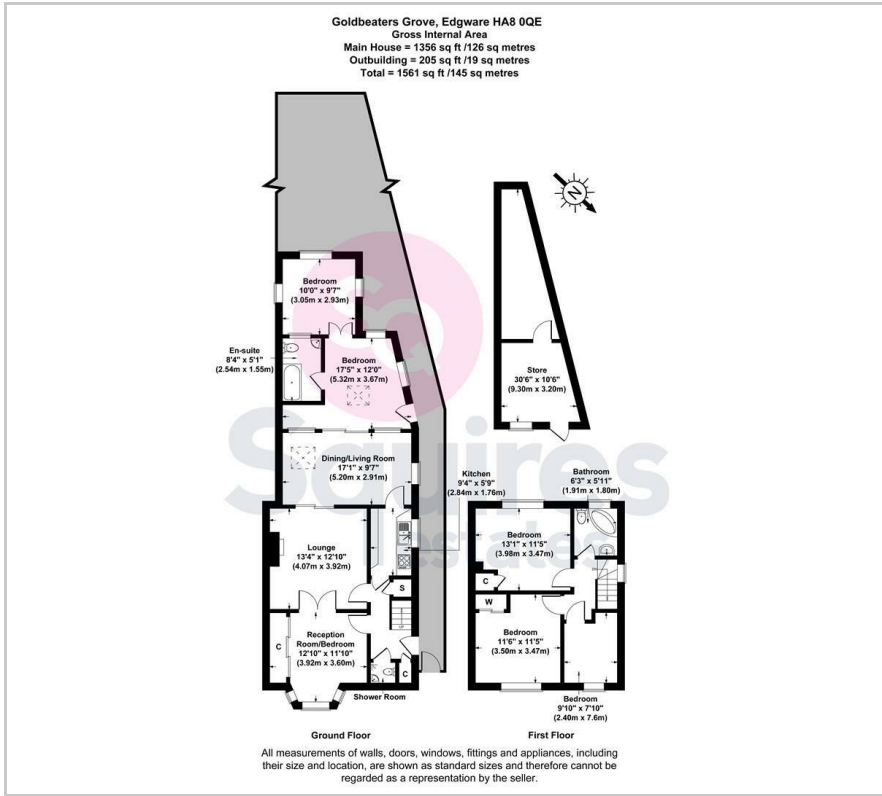 Goldbeaters Grove, Edgware HA8 0QE
Gross Internal Area
Main House = 1356 sq ft /126 sq metres
Outbuilding = 205 sq ft /19 sq metres
Total = 1561 sq ft /145 sq metres
N
Bedroom
10'0" x 9'7"
(3.05m x 2.93m)
En-suite
8'4" x 5'1"
(2.54m x 1.55m)
Bedroom
17'5" x 12'0"
(5.32m x 3.67m)
Store
30'6" x 10'6"
(9.30m x 3.20m)
SQ
Squires
estates
Dining/Living Room
17'1" x 9'7"
(5.20m x 2.91m)
Kitchen
9'4" x 5'9"
(2.84m x 1.76m)
Bathroom
6'3" x 5'11"
(1.91m x 1.80m)
Lounge
13'4" x 12'10"
(4.07m x 3.92m)
S
Bedroom
13'1" x 11'5"
(3.98m x 3.47m)
C
W
Reception
Room/Bedroom
12'10" x 11'10"
(3.92m x 3.60m)
C
C
Shower Room
Bedroom
11'6" x 11'5"
(3.50m x 3.47m)
Bedroom
9'10" x 7'10"
(2.40m x 7.6m)
Ground Floor
First Floor
All measurements of walls, doors, windows, fittings and appliances, including
their size and location, are shown as standard sizes and therefore cannot be
regarded as a representation by the seller.